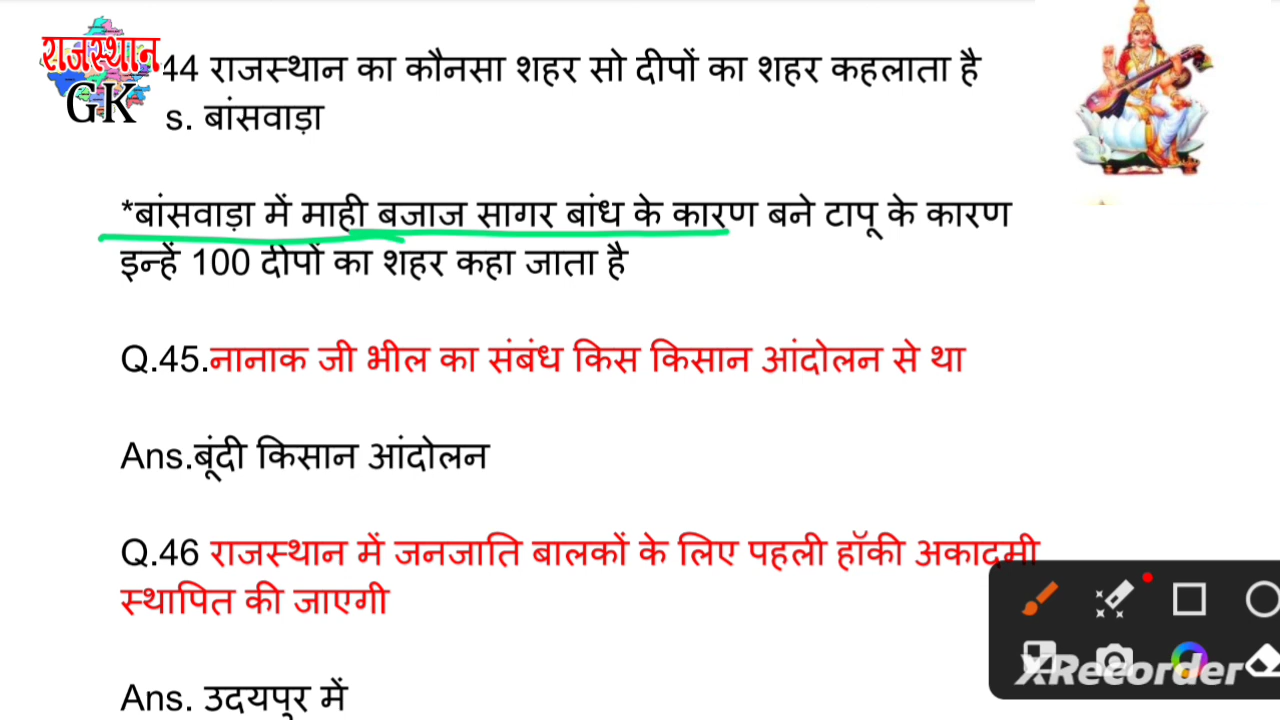 राजस्थान
GK
44 राजस्थान का कौनसा शहर सो दीपों का शहर कहलाता है
s. बांसवाड़ा
*बांसवाड़ा में माही बजाज सागर बांध के कारण बने टापू के कारण
इन्हें 100 दीपों का शहर कहा जाता है
Q.45.नानाक जी भील का संबंध किस किसान आंदोलन से था
Ans.बूंदी किसान आंदोलन
Q.46 राजस्थान में जनजाति बालकों के लिए पहली हॉकी अकादमी
स्थापित की जाएगी
Ans. उदयपुर में
XRecorder